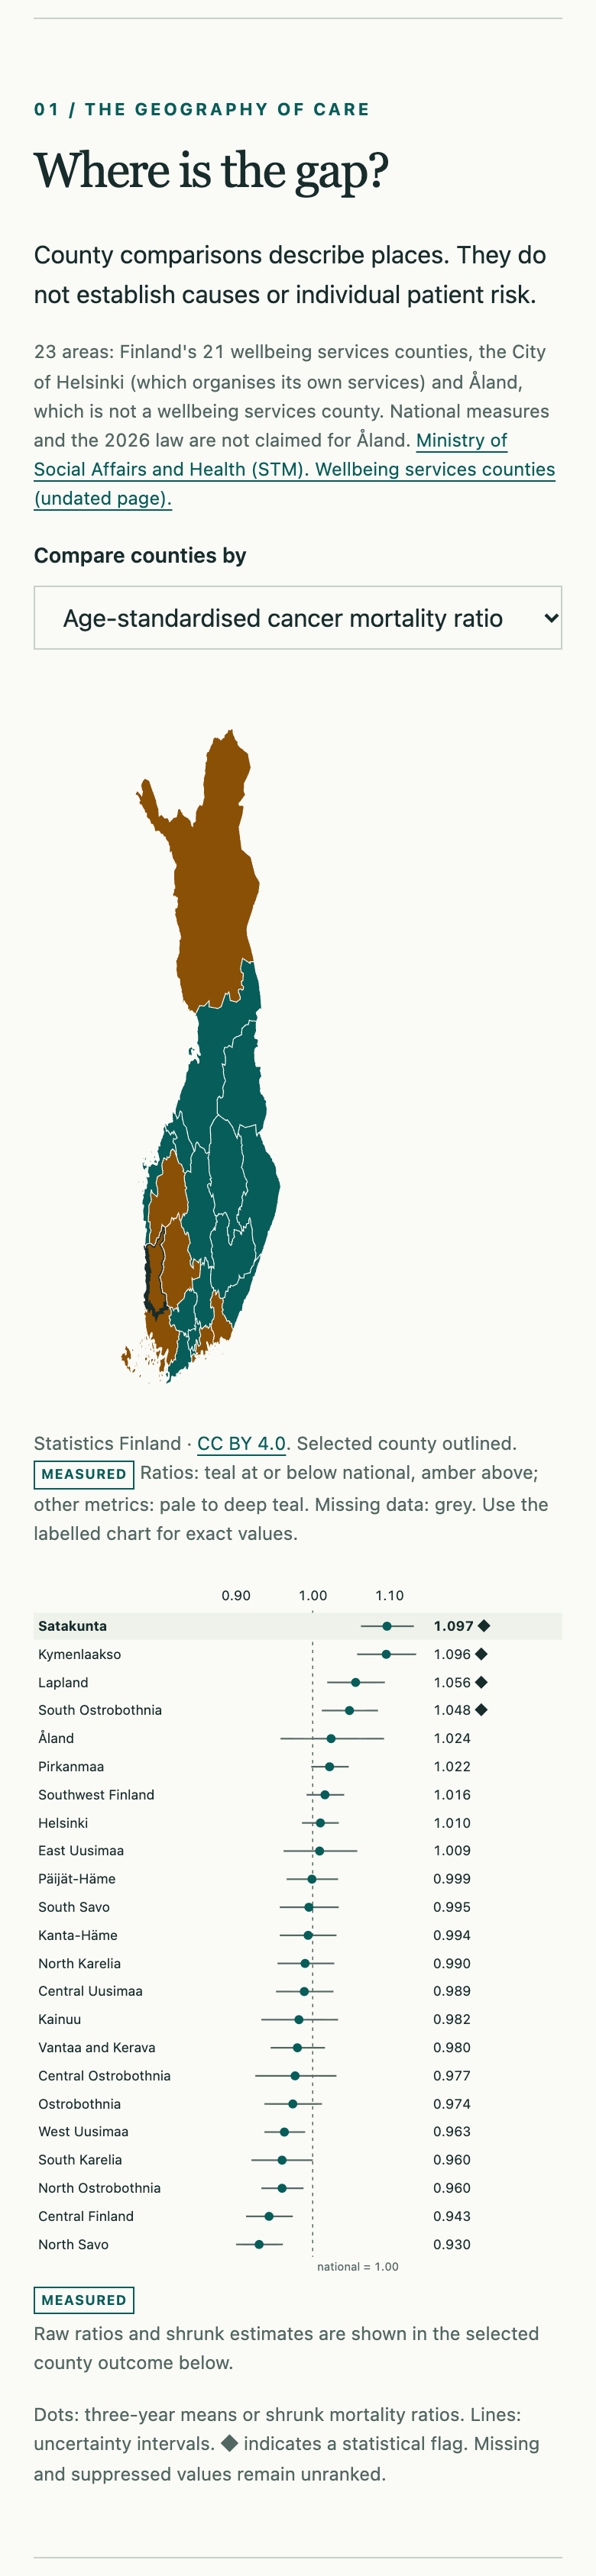 01 / THE GEOGRAPHY OF CARE
Where is the gap?
County comparisons describe places. They do
not establish causes or individual patient risk.
23 areas: Finland's 21 wellbeing services counties, the City
of Helsinki (which organises its own services) and Åland,
which is not a wellbeing services county. National measures
and the 2026 law are not claimed for Åland. Ministry of
Social Affairs and Health (STM). Wellbeing services counties
(undated page).
Compare counties by
Age-standardised cancer mortality ratio
Statistics Finland · CC BY 4.0. Selected county outlined.
MEASURED Ratios: teal at or below national, amber above;
other metrics: pale to deep teal. Missing data: grey. Use the
labelled chart for exact values.
0.90 1.00 1.10
Satakunta 1.097 ◆
Kymenlaakso 1.096 ◆
Lapland 1.056 ◆
South Ostrobothnia 1.048 ◆
Åland 1.024
Pirkanmaa 1.022
Southwest Finland 1.016
Helsinki 1.010
East Uusimaa 1.009
Päijät-Häme 0.999
South Savo 0.995
Kanta-Häme 0.994
North Karelia 0.990
Central Uusimaa 0.989
Kainuu 0.982
Vantaa and Kerava 0.980
Central Ostrobothnia 0.977
Ostrobothnia 0.974
West Uusimaa 0.963
South Karelia 0.960
North Ostrobothnia 0.960
Central Finland 0.943
North Savo 0.930
national = 1.00
MEASURED
Raw ratios and shrunk estimates are shown in the selected
county outcome below.
Dots: three-year means or shrunk mortality ratios. Lines:
uncertainty intervals. ◆ indicates a statistical flag. Missing
and suppressed values remain unranked.